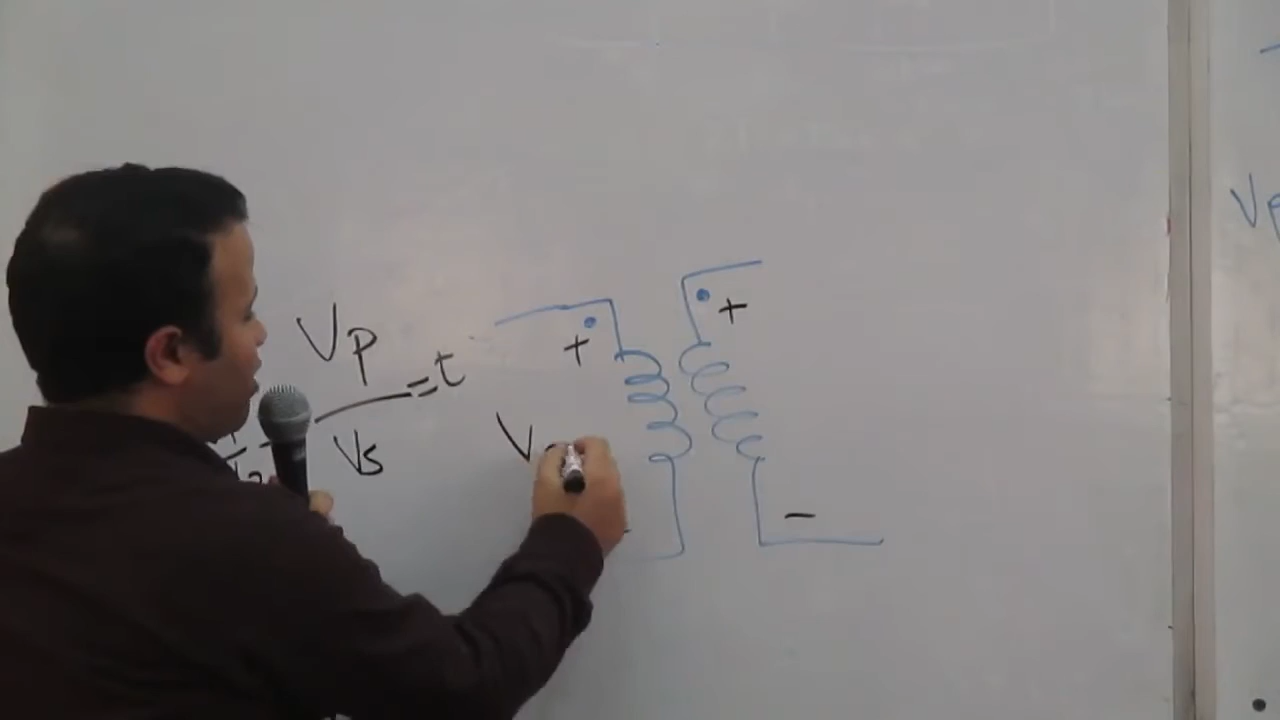 Vp
— = t
Vs
+
+
V
-
Vp